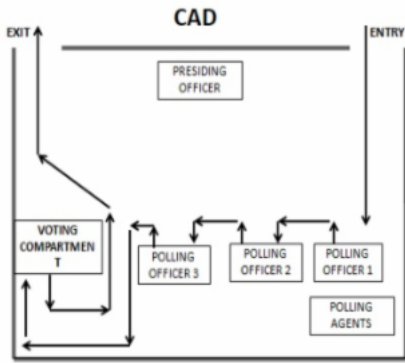 CAD
EXIT
ENTRY
PRESIDING
OFFICER
VOTING
COMPARTMEN
T
POLLING
OFFICER 3
POLLING
OFFICER 2
POLLING
OFFICER 1
POLLING
AGENTS